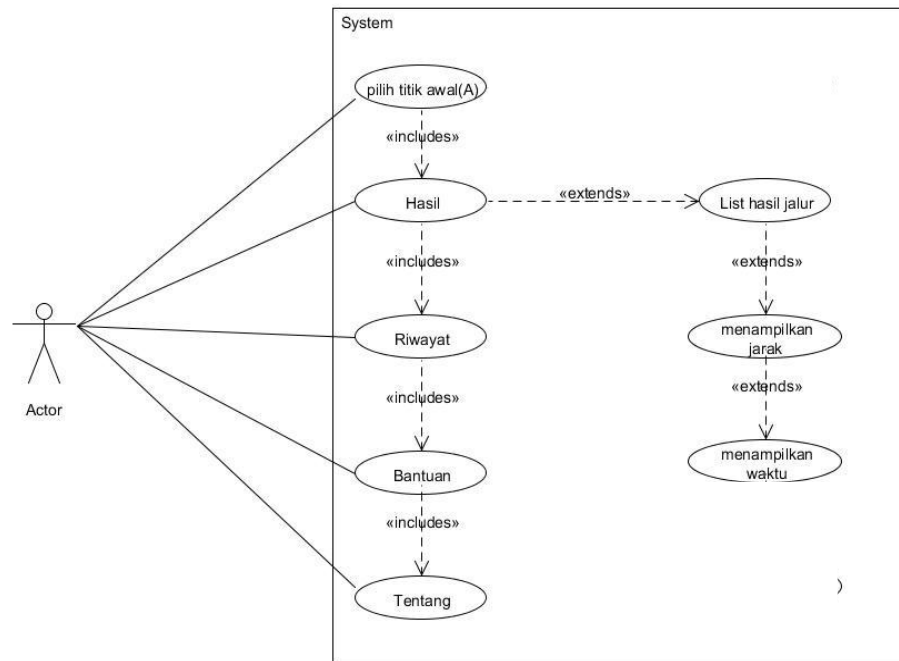 System
pilih titik awal(A)
«includes»
Hasil
«extends»
List hasil jalur
«includes»
«extends»
Riwayat
menampilkan
jarak
«includes»
«extends»
Bantuan
menampilkan
waktu
«includes»
Tentang
Actor